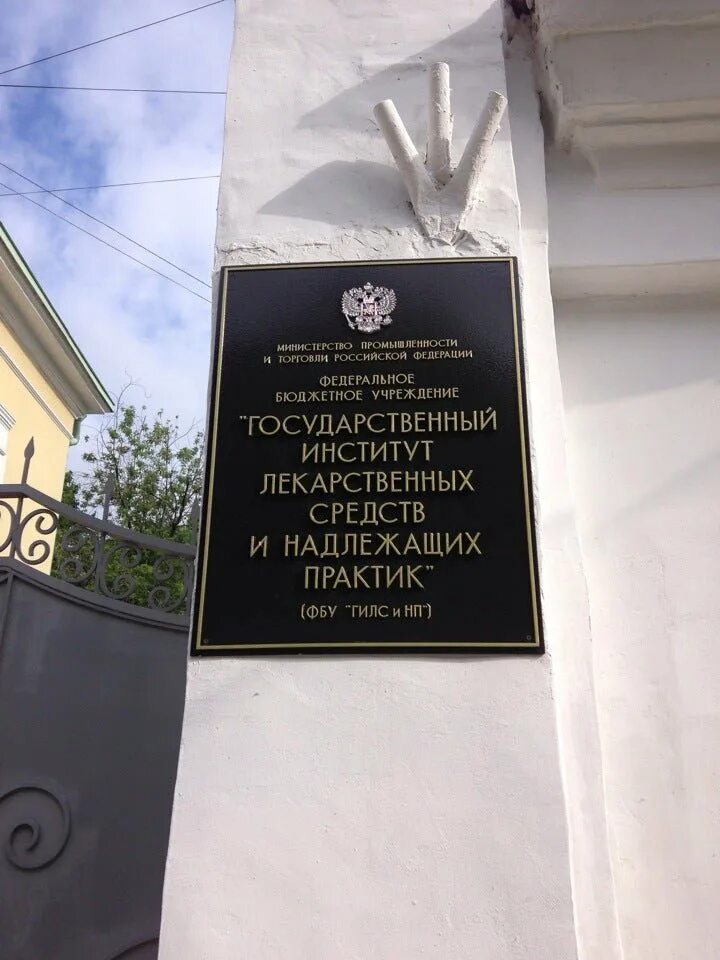 МИНИСТЕРСТВО ПРОМЫШЛЕННОСТИ
И ТОРГОВЛИ РОССИЙСКОЙ ФЕДЕРАЦИИ
ФЕДЕРАЛЬНОЕ
БЮДЖЕТНОЕ УЧРЕЖДЕНИЕ
"ГОСУДАРСТВЕННЫЙ
ИНСТИТУТ
ЛЕКАРСТВЕННЫХ
СРЕДСТВ
И НАДЛЕЖАЩИХ
ПРАКТИК"
(ФБУ "ГИЛС и НП")